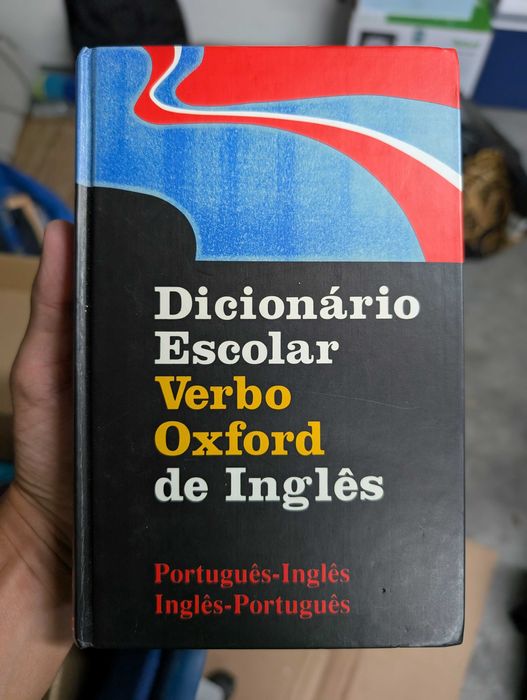 Dicionário
Escolar
Verbo
Oxford
de Inglês
Português-Inglês
Inglês-Português